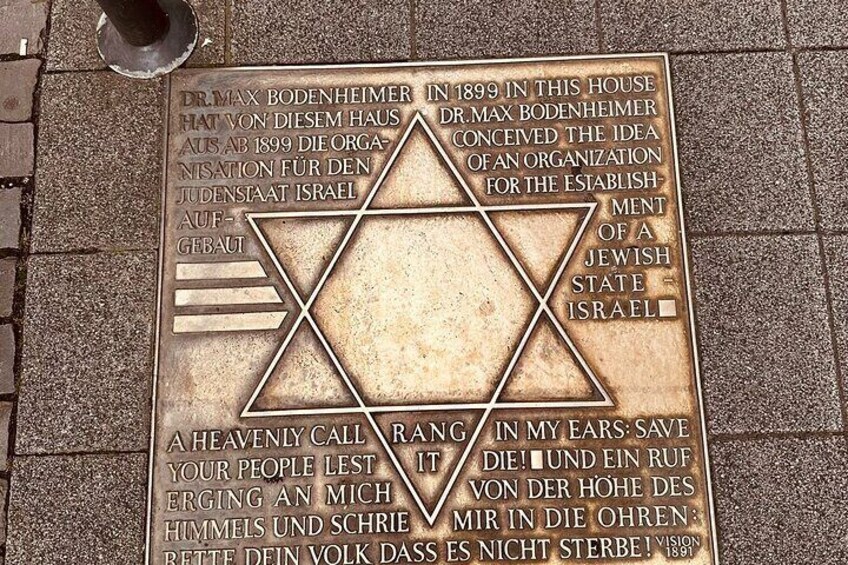 DR. MAX BODENHEIMER
HAT VON DIESEM HAUS
AUS AB 1899 DIE ORGA-
NISATION FÜR DEN
JUDENSTAAT ISRAEL
AUF-
GEBAUT
IN 1899 IN THIS HOUSE
DR. MAX BODENHEIMER
CONCEIVED THE IDEA
OF AN ORGANIZATION
FOR THE ESTABLISH-
MENT
OF A
JEWISH
STATE -
ISRAEL
A HEAVENLY CALL RANG IN MY EARS: SAVE
YOUR PEOPLE LEST IT DIE! UND EIN RUF
ERGING AN MICH VON DER HÖHE DES
HIMMELS UND SCHRIE MIR IN DIE OHREN:
RETTE DEIN VOLK DASS ES NICHT STERBE! VISION 1891